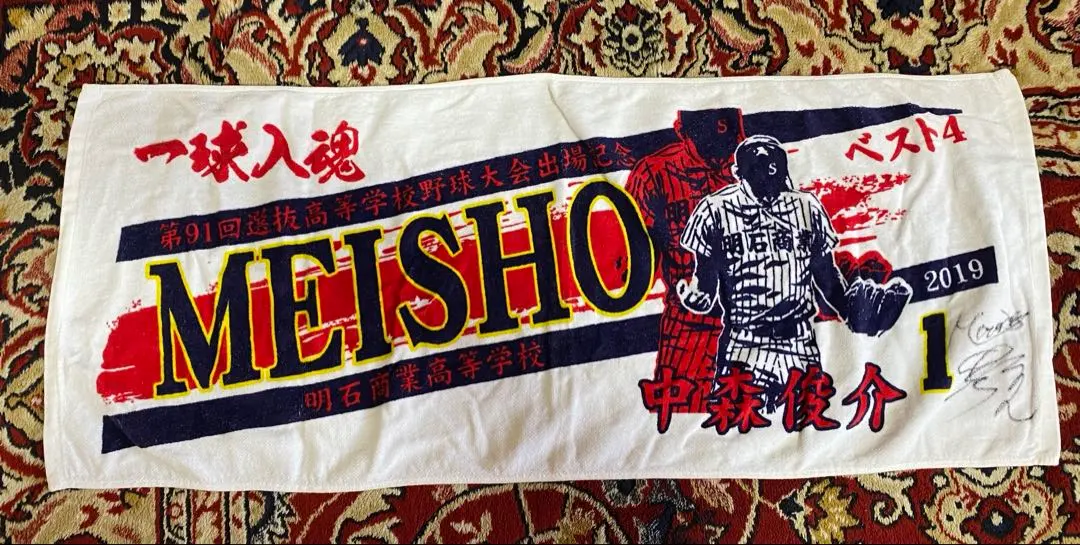 一球入魂
ベスト4
第91回選抜高等学校野球大会出場記念
MEISHO
明石商業高等学校
S
S
明石商業
2019
1
中森俊介